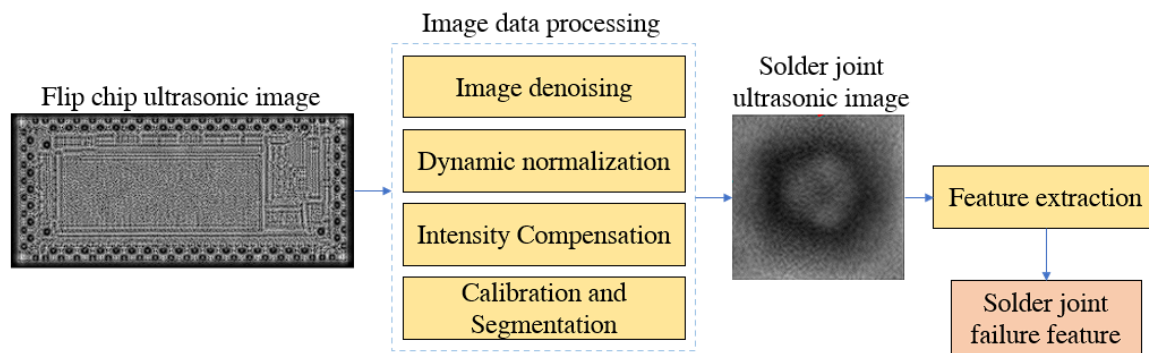 Image data processing
Flip chip ultrasonic image
Image denoising
Dynamic normalization
Intensity Compensation
Calibration and
Segmentation
Solder joint
ultrasonic image
Feature extraction
Solder joint
failure feature